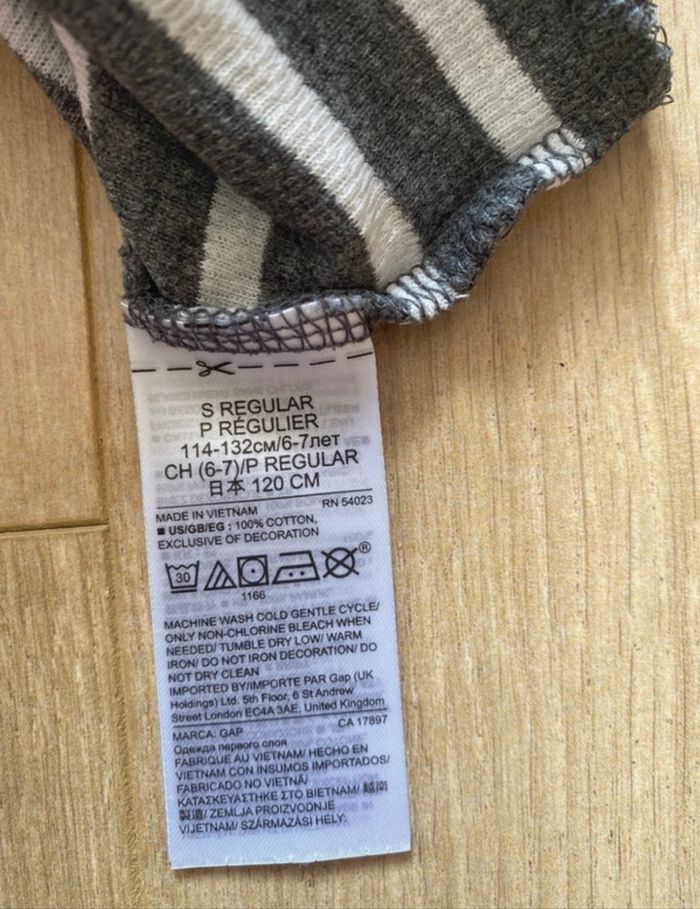 S REGULAR
P RÉGULIER
114-132см/6-7лет
CH (6-7)/P REGULAR
日本 120 CM
RN 54023
MADE IN VIETNAM
■ US/GB/EG : 100% COTTON,
EXCLUSIVE OF DECORATION
30
®
1166
MACHINE WASH COLD GENTLE CYCLE/
ONLY NON-CHLORINE BLEACH WHEN
NEEDED/ TUMBLE DRY LOW/ WARM
IRON/ DO NOT IRON DECORATION/ DO
NOT DRY CLEAN
IMPORTED BY/IMPORTE PAR Gap (UK
Holdings) Ltd. 5th Floor, 6 St Andrew
Street London EC4A 3AE, United Kingdom
MARCA: GAP
CA 17897
Одежда первого слоя
FABRIQUE AU VIETNAM/ HECHO EN
VIETNAM CON INSUMOS IMPORTADOS/
FABRICADO NO VIETNÃ/
ΚΑΤΑΣΚΕΥΑΣΤΗΚΕ ΣΤΟ ΒΙΕΤΝΑΜ/ 越南
製造/ ZEMLJA PROIZVODNJE
VIJETNAM/ SZÁRMAZÁSI HELY: